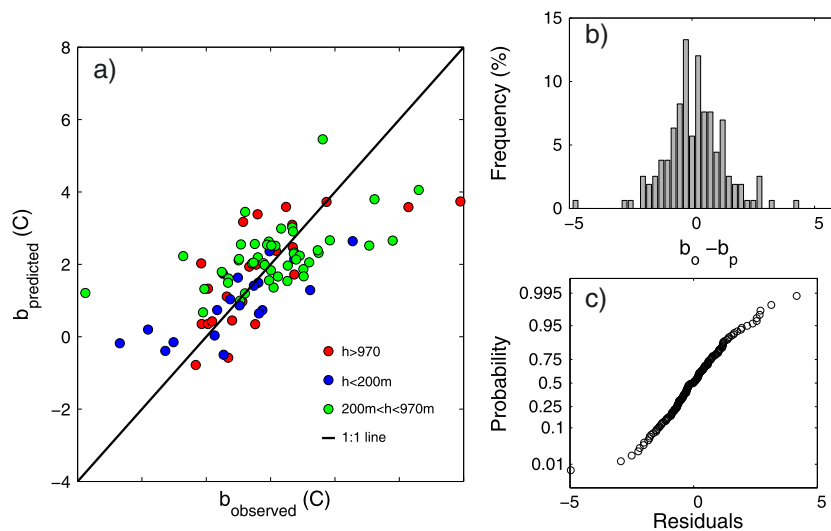 a)
8
6
4
2
0
−2
−4
b_predicted (C)
b_observed (C)
h>970
h<200m
200m<h<970m
1:1 line
b)
15
10
5
0
Frequency (%)
−5
0
5
b_o −b_p
c)
0.995
0.95
0.75
0.5
0.25
0.1
0.01
Probability
−5
0
5
Residuals